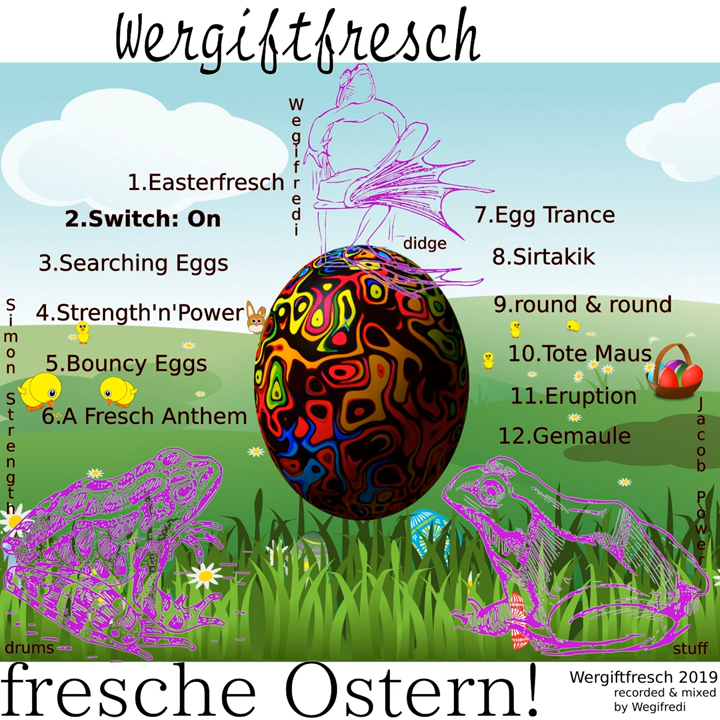 Wergiftfresch
Wegifredi
1.Easterfresch
2.Switch: On
3.Searching Eggs
4.Strength'n'Power
5.Bouncy Eggs
6.A Fresch Anthem
didge
7.Egg Trance
8.Sirtakik
9.round & round
10.Tote Maus
11.Eruption
12.Gemaule
Simon Strength
Jacob Power
drums
stuff
fresche Ostern!
Wergiftfresch 2019
recorded & mixed
by Wegifredi